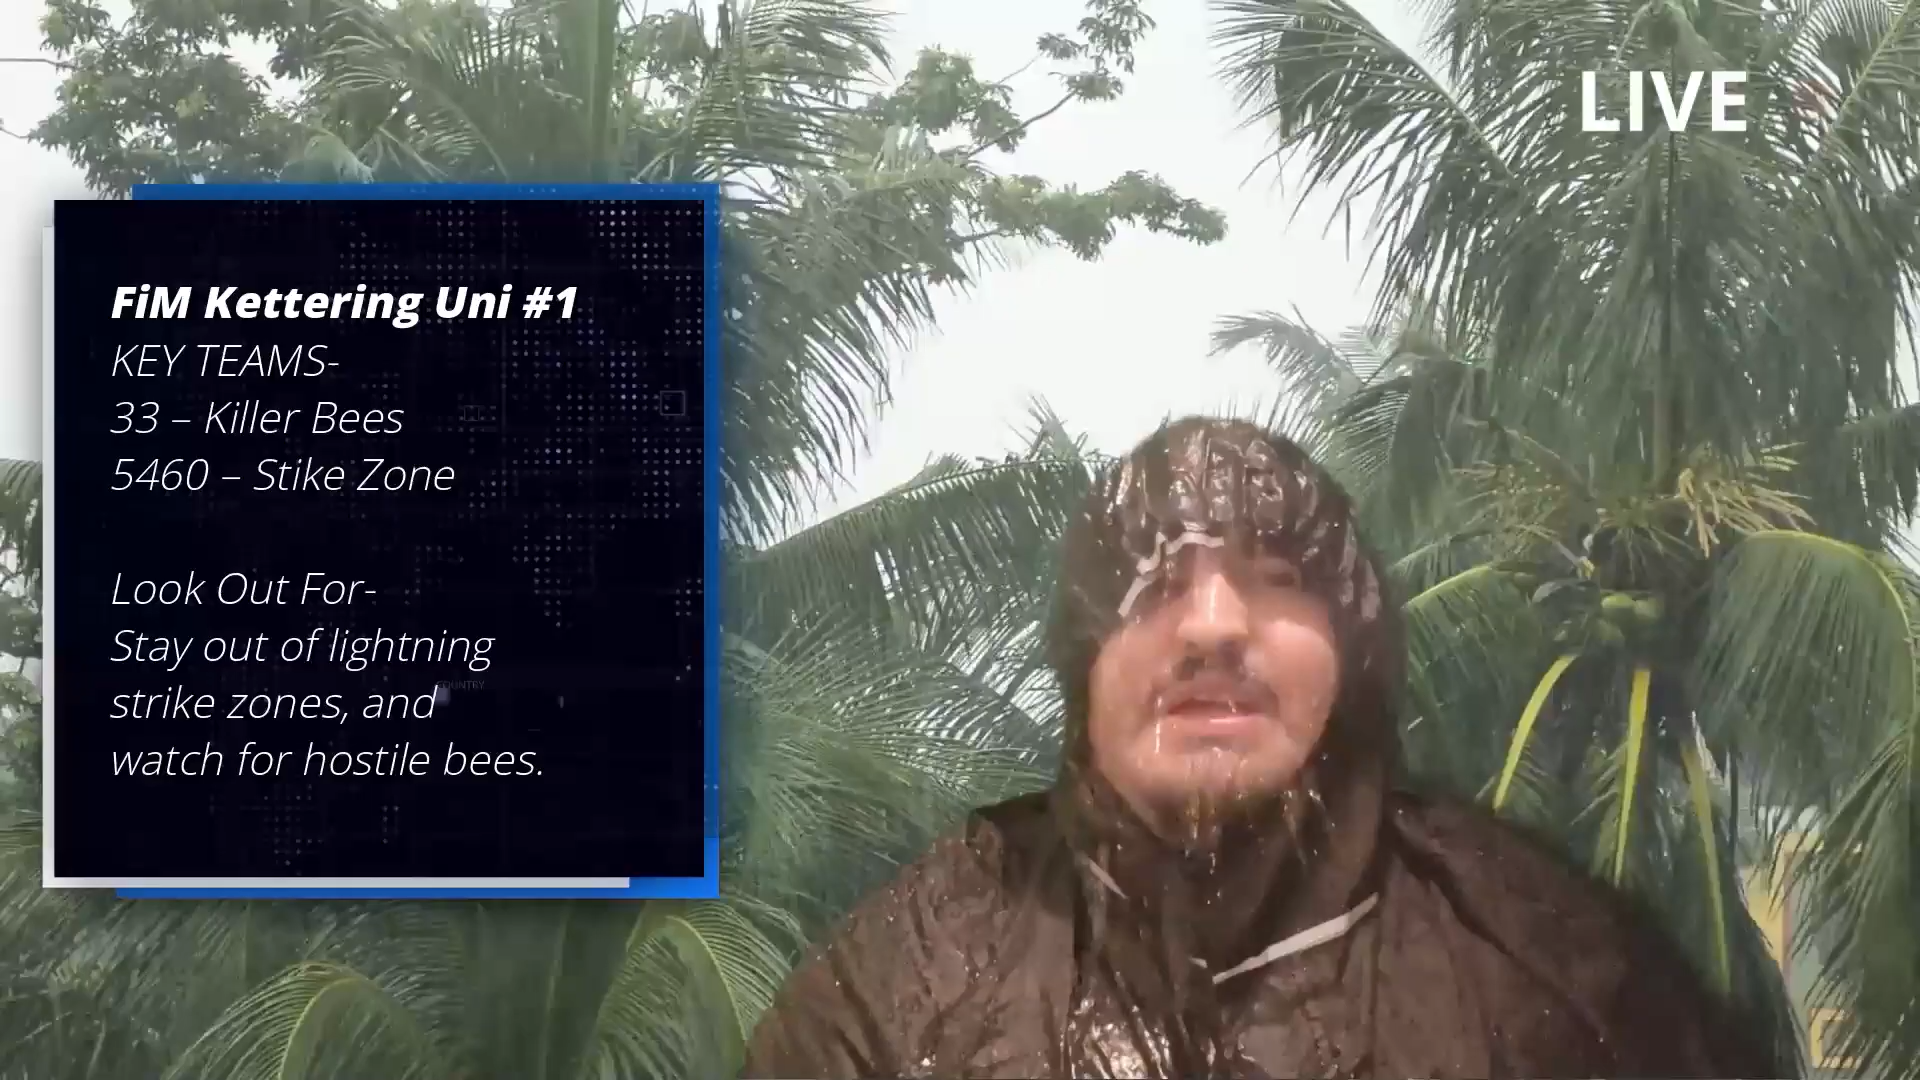 LIVE
FiM Kettering Uni #1
KEY TEAMS-
33 – Killer Bees
5460 – Stike Zone
Look Out For-
Stay out of lightning
strike zones, and
watch for hostile bees.
COUNTRY